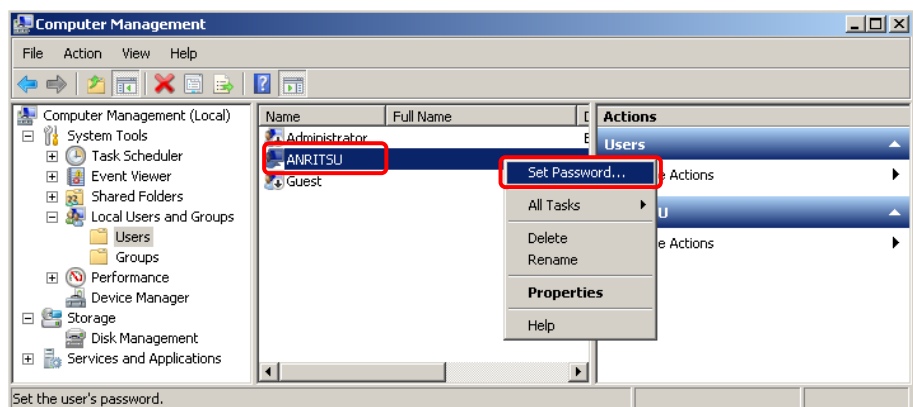 Computer Management
File Action View Help
Computer Management (Local)
System Tools
Task Scheduler
Event Viewer
Shared Folders
Local Users and Groups
Users
Groups
Performance
Device Manager
Storage
Disk Management
Services and Applications
Name Full Name
Administrator
ANRITSU
Guest
Set Password...
All Tasks
Delete
Rename
Properties
Help
Actions
Users
e Actions
U
e Actions
Set the user's password.